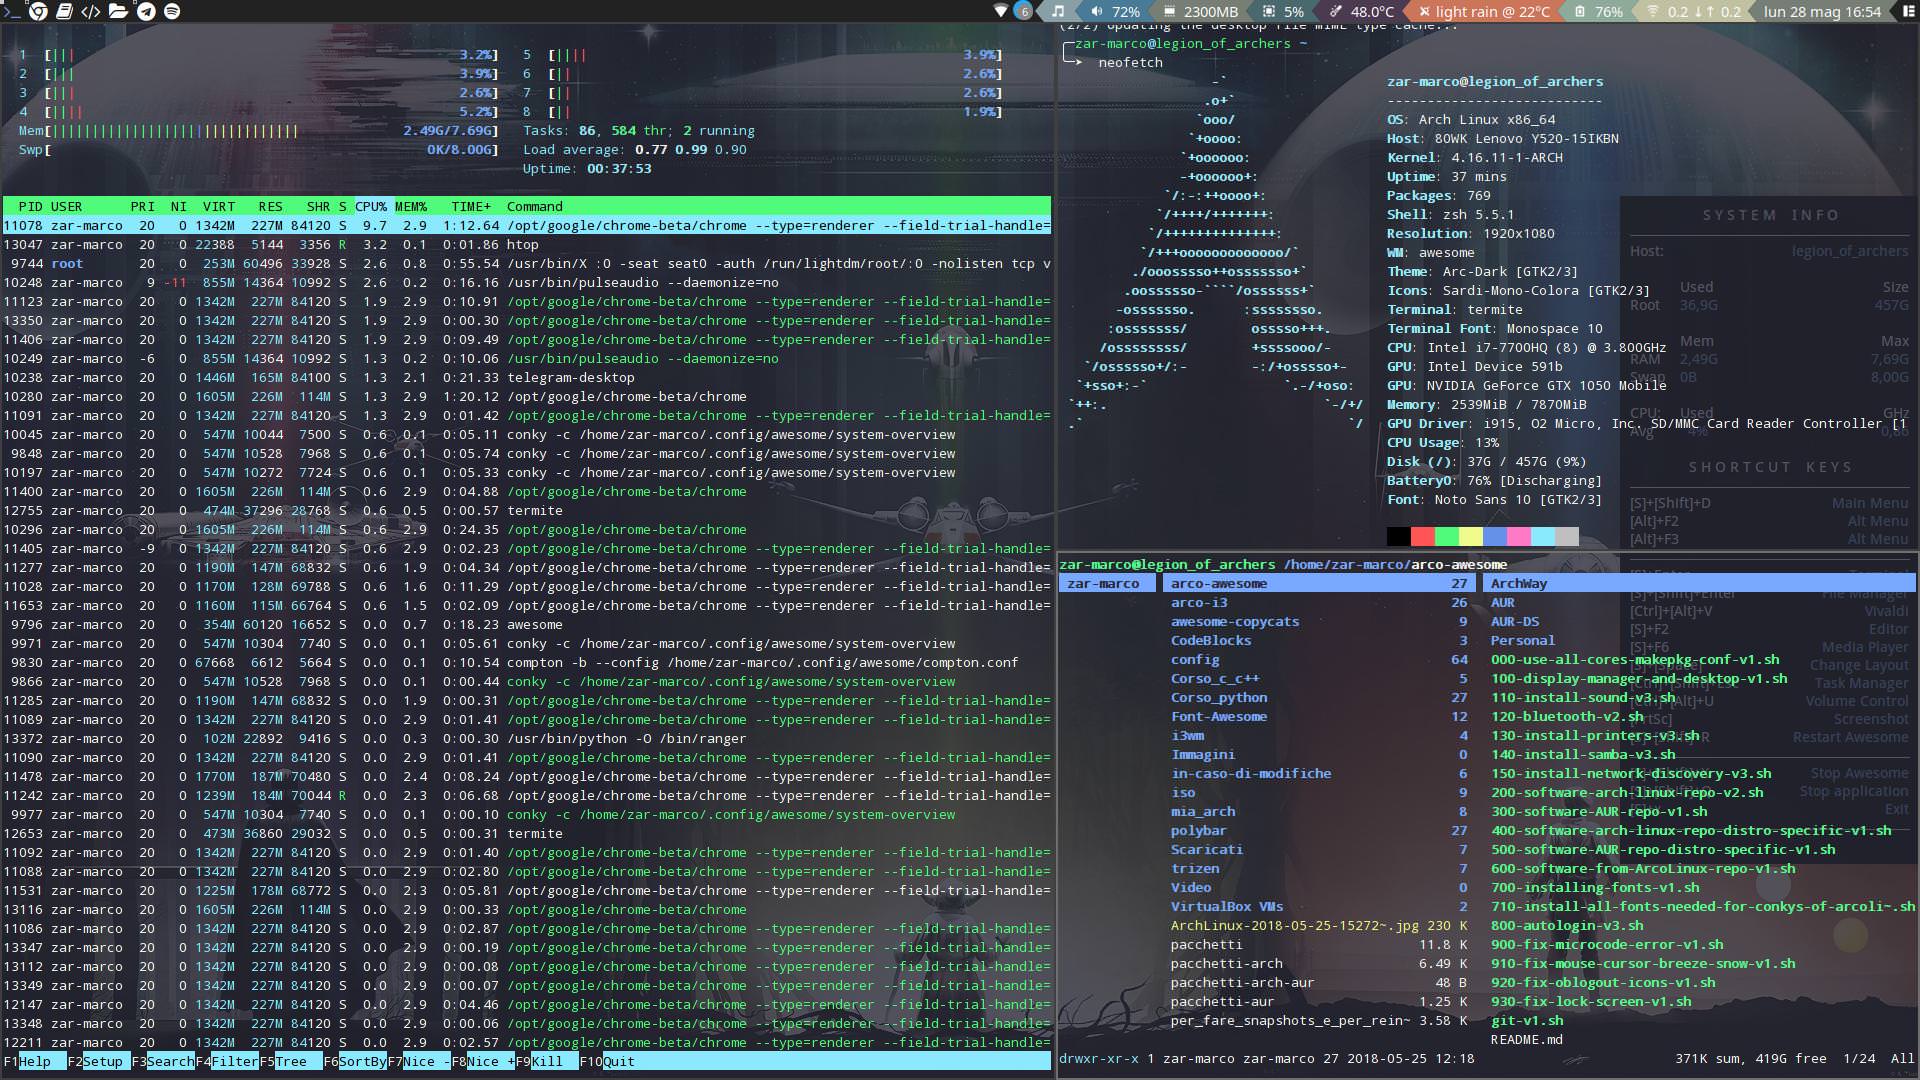 6 72% 2300MB 5% 48.0°C light rain @ 22°C 76% 0.2 ↓↑ 0.2 lun 28 mag 16:54
1 [||| 3.2%] 5 [|||| 3.9%]
2 [||| 3.9%] 6 [|| 2.6%]
3 [||| 2.6%] 7 [|| 2.6%]
4 [|||| 5.2%] 8 [|| 1.9%]
Mem[||||||||||||||||||||||||||||||| 2.49G/7.69G] Tasks: 86, 584 thr; 2 running
Swp[ 0K/8.00G] Load average: 0.77 0.99 0.90
Uptime: 00:37:53
PID USER PRI NI VIRT RES SHR S CPU% MEM% TIME+ Command
11078 zar-marco 20 0 1342M 227M 84120 S 9.7 2.9 1:12.64 /opt/google/chrome-beta/chrome --type=renderer --field-trial-handle=
13047 zar-marco 20 0 22388 5144 3356 R 3.2 0.1 0:01.86 htop
9744 root 20 0 253M 60496 33928 S 2.6 0.8 0:55.54 /usr/bin/X :0 -seat seat0 -auth /run/lightdm/root/:0 -nolisten tcp v
10248 zar-marco 9 -11 855M 14364 10992 S 2.6 0.2 0:16.16 /usr/bin/pulseaudio --daemonize=no
11123 zar-marco 20 0 1342M 227M 84120 S 1.9 2.9 0:10.91 /opt/google/chrome-beta/chrome --type=renderer --field-trial-handle=
13350 zar-marco 20 0 1342M 227M 84120 S 1.9 2.9 0:00.30 /opt/google/chrome-beta/chrome --type=renderer --field-trial-handle=
11406 zar-marco 20 0 1342M 227M 84120 S 1.9 2.9 0:09.49 /opt/google/chrome-beta/chrome --type=renderer --field-trial-handle=
10249 zar-marco -6 0 855M 14364 10992 S 1.3 0.2 0:10.06 /usr/bin/pulseaudio --daemonize=no
10238 zar-marco 20 0 1446M 165M 84100 S 1.3 2.1 0:21.33 telegram-desktop
10280 zar-marco 20 0 1605M 226M 114M S 1.3 2.9 1:20.12 /opt/google/chrome-beta/chrome
11091 zar-marco 20 0 1342M 227M 84120 S 1.3 2.9 0:01.42 /opt/google/chrome-beta/chrome --type=renderer --field-trial-handle=
10045 zar-marco 20 0 547M 10044 7500 S 0.6 0.1 0:05.11 conky -c /home/zar-marco/.config/awesome/system-overview
9848 zar-marco 20 0 547M 10528 7968 S 0.6 0.1 0:05.74 conky -c /home/zar-marco/.config/awesome/system-overview
10197 zar-marco 20 0 547M 10272 7724 S 0.6 0.1 0:05.33 conky -c /home/zar-marco/.config/awesome/system-overview
11400 zar-marco 20 0 1605M 226M 114M S 0.6 2.9 0:04.88 /opt/google/chrome-beta/chrome
12755 zar-marco 20 0 474M 37296 28768 S 0.6 0.5 0:00.57 termite
10296 zar-marco 20 0 1605M 226M 114M S 0.6 2.9 0:24.35 /opt/google/chrome-beta/chrome
11405 zar-marco -9 0 1342M 227M 84120 S 0.6 2.9 0:02.23 /opt/google/chrome-beta/chrome --type=renderer --field-trial-handle=
11277 zar-marco 20 0 1190M 147M 68832 S 0.0 1.9 0:04.34 /opt/google/chrome-beta/chrome --type=renderer --field-trial-handle=
11028 zar-marco 20 0 1170M 128M 69788 S 0.0 1.6 0:11.29 /opt/google/chrome-beta/chrome --type=renderer --field-trial-handle=
11653 zar-marco 20 0 1160M 115M 66764 S 0.0 1.5 0:02.09 /opt/google/chrome-beta/chrome --type=renderer --field-trial-handle=
9796 zar-marco 20 0 354M 60120 16652 S 0.0 0.7 0:18.23 awesome
9971 zar-marco 20 0 547M 10304 7740 S 0.0 0.1 0:05.61 conky -c /home/zar-marco/.config/awesome/system-overview
9830 zar-marco 20 0 67668 6612 5664 S 0.0 0.1 0:10.54 compton -b --config /home/zar-marco/.config/awesome/compton.conf
9866 zar-marco 20 0 547M 10528 7968 S 0.0 0.1 0:00.44 conky -c /home/zar-marco/.config/awesome/system-overview
11285 zar-marco 20 0 1190M 147M 68832 S 0.0 1.9 0:00.31 /opt/google/chrome-beta/chrome --type=renderer --field-trial-handle=
11089 zar-marco 20 0 1342M 227M 84120 S 0.0 2.9 0:01.41 /opt/google/chrome-beta/chrome --type=renderer --field-trial-handle=
13372 zar-marco 20 0 102M 22892 9416 S 0.0 0.3 0:00.30 /usr/bin/python -O /bin/ranger
11090 zar-marco 20 0 1342M 227M 84120 S 0.0 2.9 0:01.41 /opt/google/chrome-beta/chrome --type=renderer --field-trial-handle=
11478 zar-marco 20 0 1770M 187M 70480 S 0.0 2.4 0:08.24 /opt/google/chrome-beta/chrome --type=renderer --field-trial-handle=
11242 zar-marco 20 0 1239M 184M 70044 R 0.0 2.3 0:06.68 /opt/google/chrome-beta/chrome --type=renderer --field-trial-handle=
9977 zar-marco 20 0 547M 10304 7740 S 0.0 0.1 0:00.10 conky -c /home/zar-marco/.config/awesome/system-overview
12653 zar-marco 20 0 473M 36860 29032 S 0.0 0.5 0:00.31 termite
11092 zar-marco 20 0 1342M 227M 84120 S 0.0 2.9 0:01.40 /opt/google/chrome-beta/chrome --type=renderer --field-trial-handle=
11088 zar-marco 20 0 1342M 227M 84120 S 0.0 2.9 0:02.80 /opt/google/chrome-beta/chrome --type=renderer --field-trial-handle=
11531 zar-marco 20 0 1225M 178M 68772 S 0.0 2.3 0:05.81 /opt/google/chrome-beta/chrome --type=renderer --field-trial-handle=
13116 zar-marco 20 0 1605M 226M 114M S 0.0 2.9 0:00.33 /opt/google/chrome-beta/chrome
11086 zar-marco 20 0 1342M 227M 84120 S 0.0 2.9 0:02.87 /opt/google/chrome-beta/chrome --type=renderer --field-trial-handle=
13347 zar-marco 20 0 1342M 227M 84120 S 0.0 2.9 0:00.19 /opt/google/chrome-beta/chrome --type=renderer --field-trial-handle=
13112 zar-marco 20 0 1342M 227M 84120 S 0.0 2.9 0:00.08 /opt/google/chrome-beta/chrome --type=renderer --field-trial-handle=
13349 zar-marco 20 0 1342M 227M 84120 S 0.0 2.9 0:00.07 /opt/google/chrome-beta/chrome --type=renderer --field-trial-handle=
12147 zar-marco 20 0 1342M 227M 84120 S 0.0 2.9 0:04.46 /opt/google/chrome-beta/chrome --type=renderer --field-trial-handle=
13348 zar-marco 20 0 1342M 227M 84120 S 0.0 2.9 0:00.06 /opt/google/chrome-beta/chrome --type=renderer --field-trial-handle=
12211 zar-marco 20 0 1342M 227M 84120 S 0.0 2.9 0:02.57 /opt/google/chrome-beta/chrome --type=renderer --field-trial-handle=
F1Help F2Setup F3SearchF4FilterF5Tree F6SortByF7Nice -F8Nice +F9Kill F10Quit
(2/2) Updating the desktop file MIME type cache...
zar-marco@legion_of_archers ~
neofetch
zar-marco@legion_of_archers
---------------------------
OS: Arch Linux x86_64
Host: 80WK Lenovo Y520-15IKBN
Kernel: 4.16.11-1-ARCH
Uptime: 37 mins
Packages: 769
Shell: zsh 5.5.1
Resolution: 1920x1080
WM: awesome
Theme: Arc-Dark [GTK2/3]
Icons: Sardi-Mono-Colora [GTK2/3]
Terminal: termite
Terminal Font: Monospace 10
CPU: Intel i7-7700HQ (8) @ 3.800GHz
GPU: Intel Device 591b
GPU: NVIDIA GeForce GTX 1050 Mobile
Memory: 2539MiB / 7870MiB
GPU Driver: i915, O2 Micro, Inc. SD/MMC Card Reader Controller [1
CPU Usage: 13%
Disk (/): 37G / 457G (9%)
Battery0: 76% [Discharging]
Font: Noto Sans 10 [GTK2/3]
SYSTEM INFO
Host: legion_of_archers
Used Size
Root 36,9G 457G
Mem Max
RAM 2,49G 7,69G
Swap 0B 8,00G
CPU: Used GHz
Avg 4% 0,86
SHORTCUT KEYS
[S]+[Shift]+D Main Menu
[Alt]+F2 Alt Menu
[Alt]+F3 Alt Menu
[S]+[Shift]+Enter File Manager
[Ctrl]+[Alt]+V Vivaldi
[S]+F2 Editor
[S]+F6 Media Player
Change Layout
Task Manager
[Ctrl]+[Alt]+U Volume Control
[PrtSc] Screenshot
Restart Awesome
Stop Awesome
Stop application
Exit
zar-marco@legion_of_archers /home/zar-marco/arco-awesome
zar-marco arco-awesome 27 ArchWay
arco-i3 26 AUR
awesome-copycats 9 AUR-DS
CodeBlocks 3 Personal
config 64 000-use-all-cores-makepkg-conf-v1.sh
Corso_c_c++ 5 100-display-manager-and-desktop-v1.sh
Corso_python 27 110-install-sound-v3.sh
Font-Awesome 12 120-bluetooth-v2.sh
i3wm 4 130-install-printers-v3.sh
Immagini 0 140-install-samba-v3.sh
in-caso-di-modifiche 6 150-install-network-discovery-v3.sh
iso 9 200-software-arch-linux-repo-v2.sh
mia_arch 8 300-software-AUR-repo-v1.sh
polybar 27 400-software-arch-linux-repo-distro-specific-v1.sh
Scaricati 7 500-software-AUR-repo-distro-specific-v1.sh
trizen 7 600-software-from-ArcoLinux-repo-v1.sh
Video 0 700-installing-fonts-v1.sh
VirtualBox VMs 2 710-install-all-fonts-needed-for-conkys-of-arcoli~.sh
ArchLinux-2018-05-25-15272~.jpg 230 K 800-autologin-v3.sh
pacchetti 11.8 K 900-fix-microcode-error-v1.sh
pacchetti-arch 6.49 K 910-fix-mouse-cursor-breeze-snow-v1.sh
pacchetti-arch-aur 48 B 920-fix-oblogout-icons-v1.sh
pacchetti-aur 1.25 K 930-fix-lock-screen-v1.sh
per_fare_snapshots_e_per_rein~ 3.58 K git-v1.sh
README.md
drwxr-xr-x 1 zar-marco zar-marco 27 2018-05-25 12:18 371K sum, 419G free 1/24 All